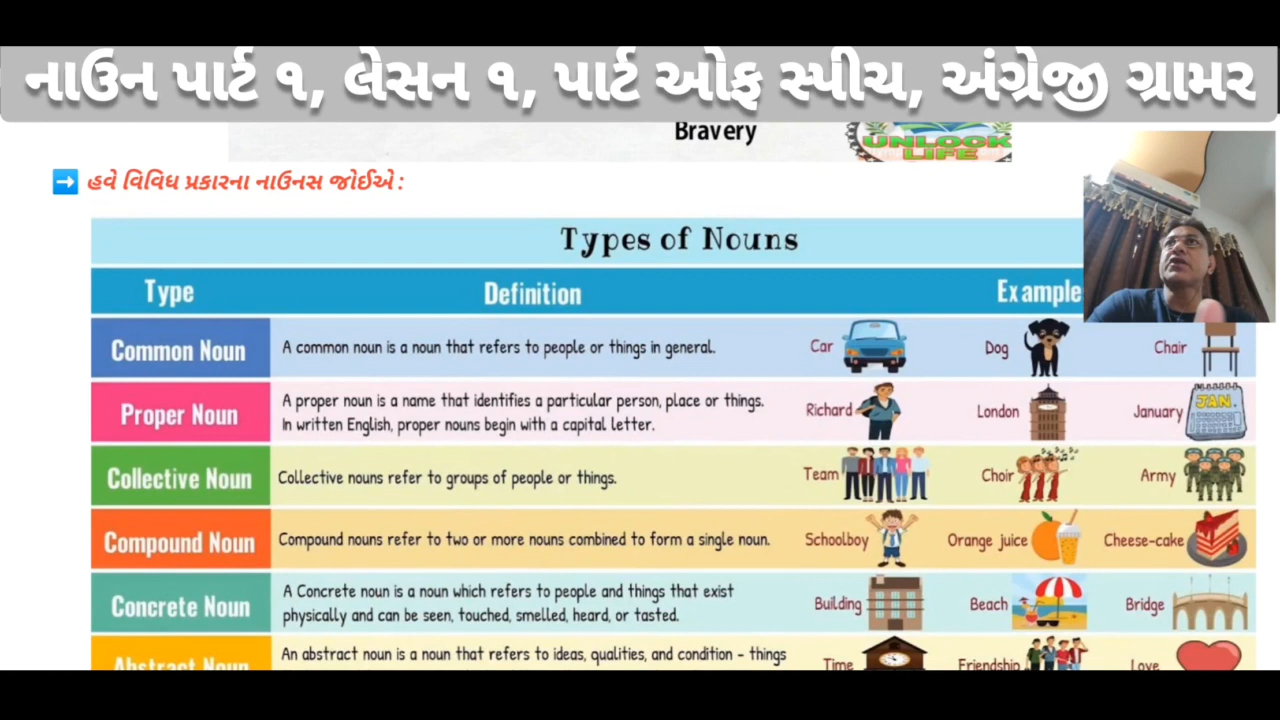 નાઉન પાર્ટ ૧, લેસન ૧, પાર્ટ ઓફ સ્પીચ, અંગ્રેજી ગ્રામર
Bravery
UNLOCK
LIFE
હવે વિવિધ પ્રકારના નાઉનસ જોઈએ :
Types of Nouns
Type Definition Example
Common Noun A common noun is a noun that refers to people or things in general. Car Dog Chair
Proper Noun A proper noun is a name that identifies a particular person, place or things.
In written English, proper nouns begin with a capital letter. Richard London January
JAN.
Collective Noun Collective nouns refer to groups of people or things. Team Choir Army
Compound Noun Compound nouns refer to two or more nouns combined to form a single noun. Schoolboy Orange juice Cheese-cake
Concrete Noun A Concrete noun is a noun which refers to people and things that exist
physically and can be seen, touched, smelled, heard, or tasted. Building Beach Bridge
Abstract Noun An abstract noun is a noun that refers to ideas, qualities, and condition - things
Time Friendship Love